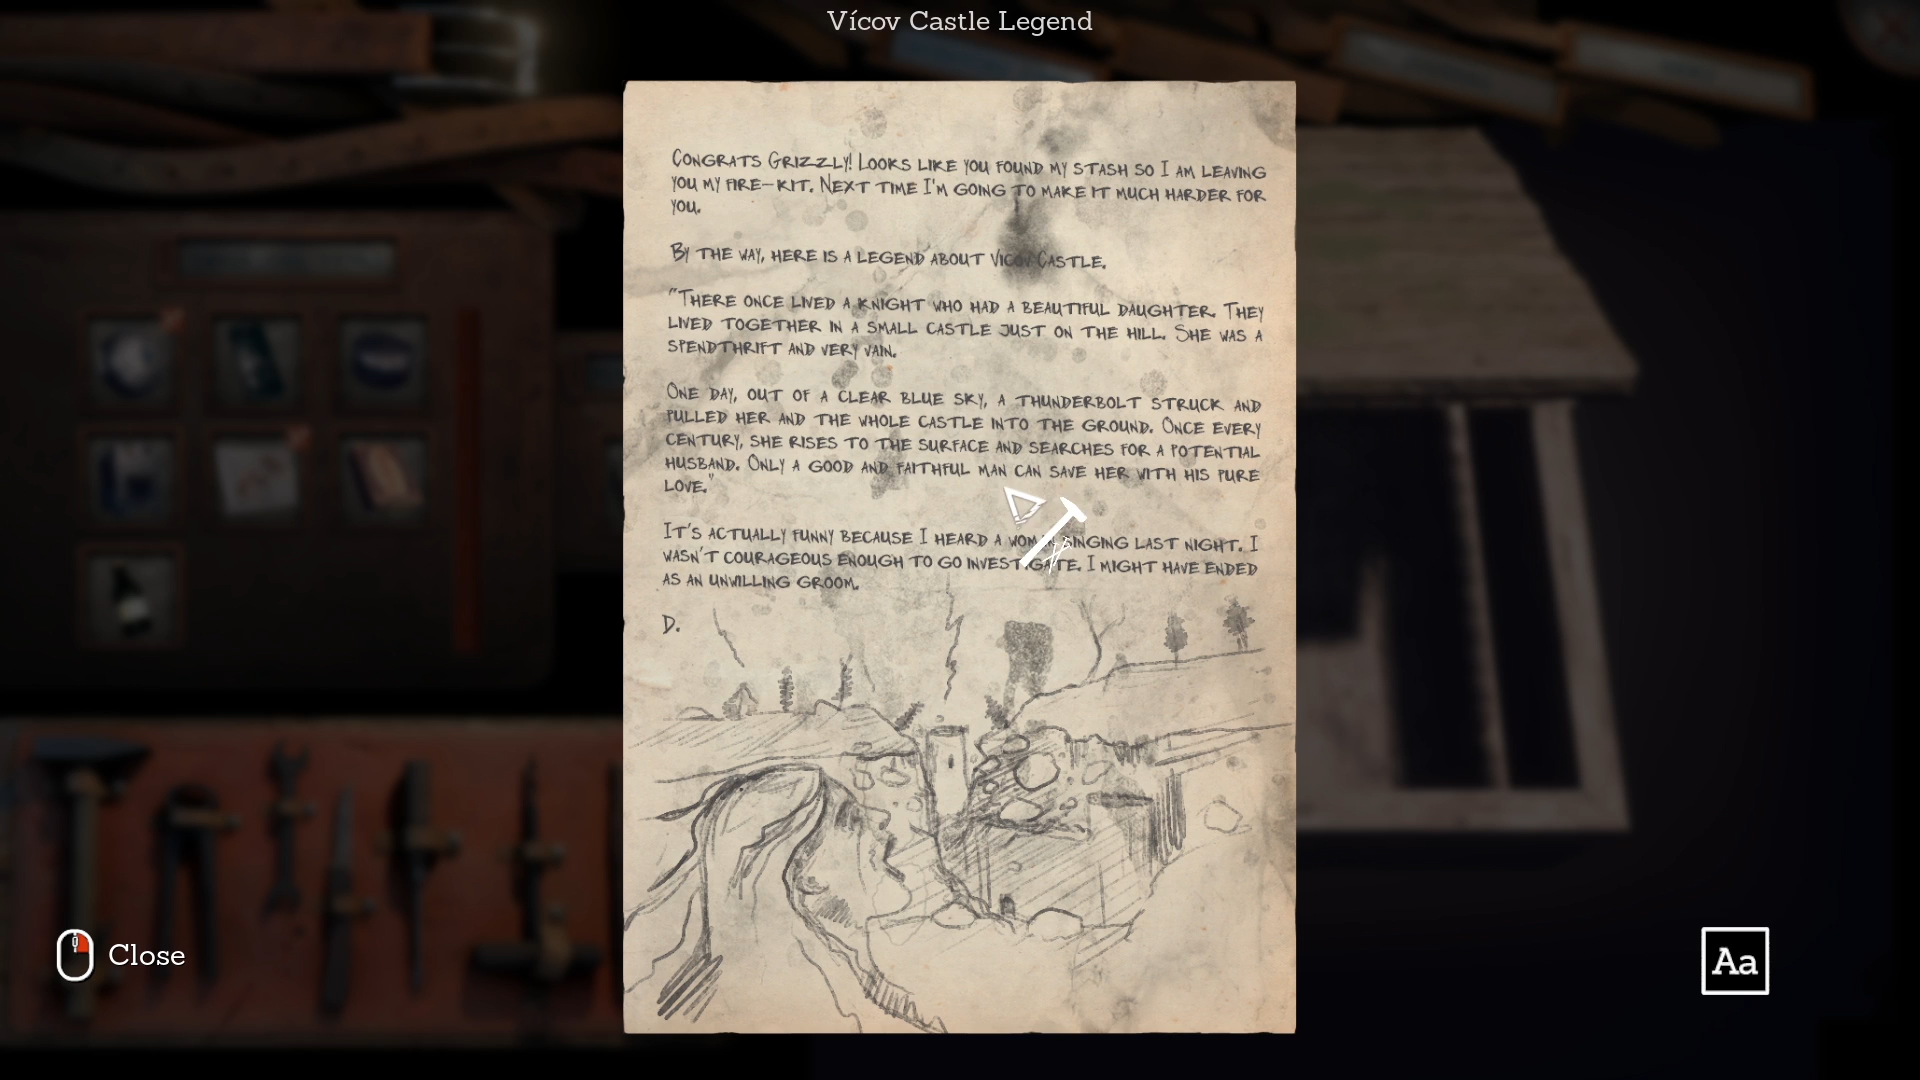 Vícov Castle Legend
Congrats Grizzly! Looks like you found my stash so I am leaving
you my fire-kit. Next time I'm going to make it much harder for
you.
By the way, here is a legend about Vícov Castle.
"There once lived a knight who had a beautiful daughter. They
lived together in a small castle just on the hill. She was a
spendthrift and very vain.
One day, out of a clear blue sky, a thunderbolt struck and
pulled her and the whole castle into the ground. Once every
century, she rises to the surface and searches for a potential
husband. Only a good and faithful man can save her with his pure
love."
It's actually funny because I heard a woman singing last night. I
wasn't courageous enough to go investigate. I might have ended
as an unwilling groom.
D.
Close
Aa